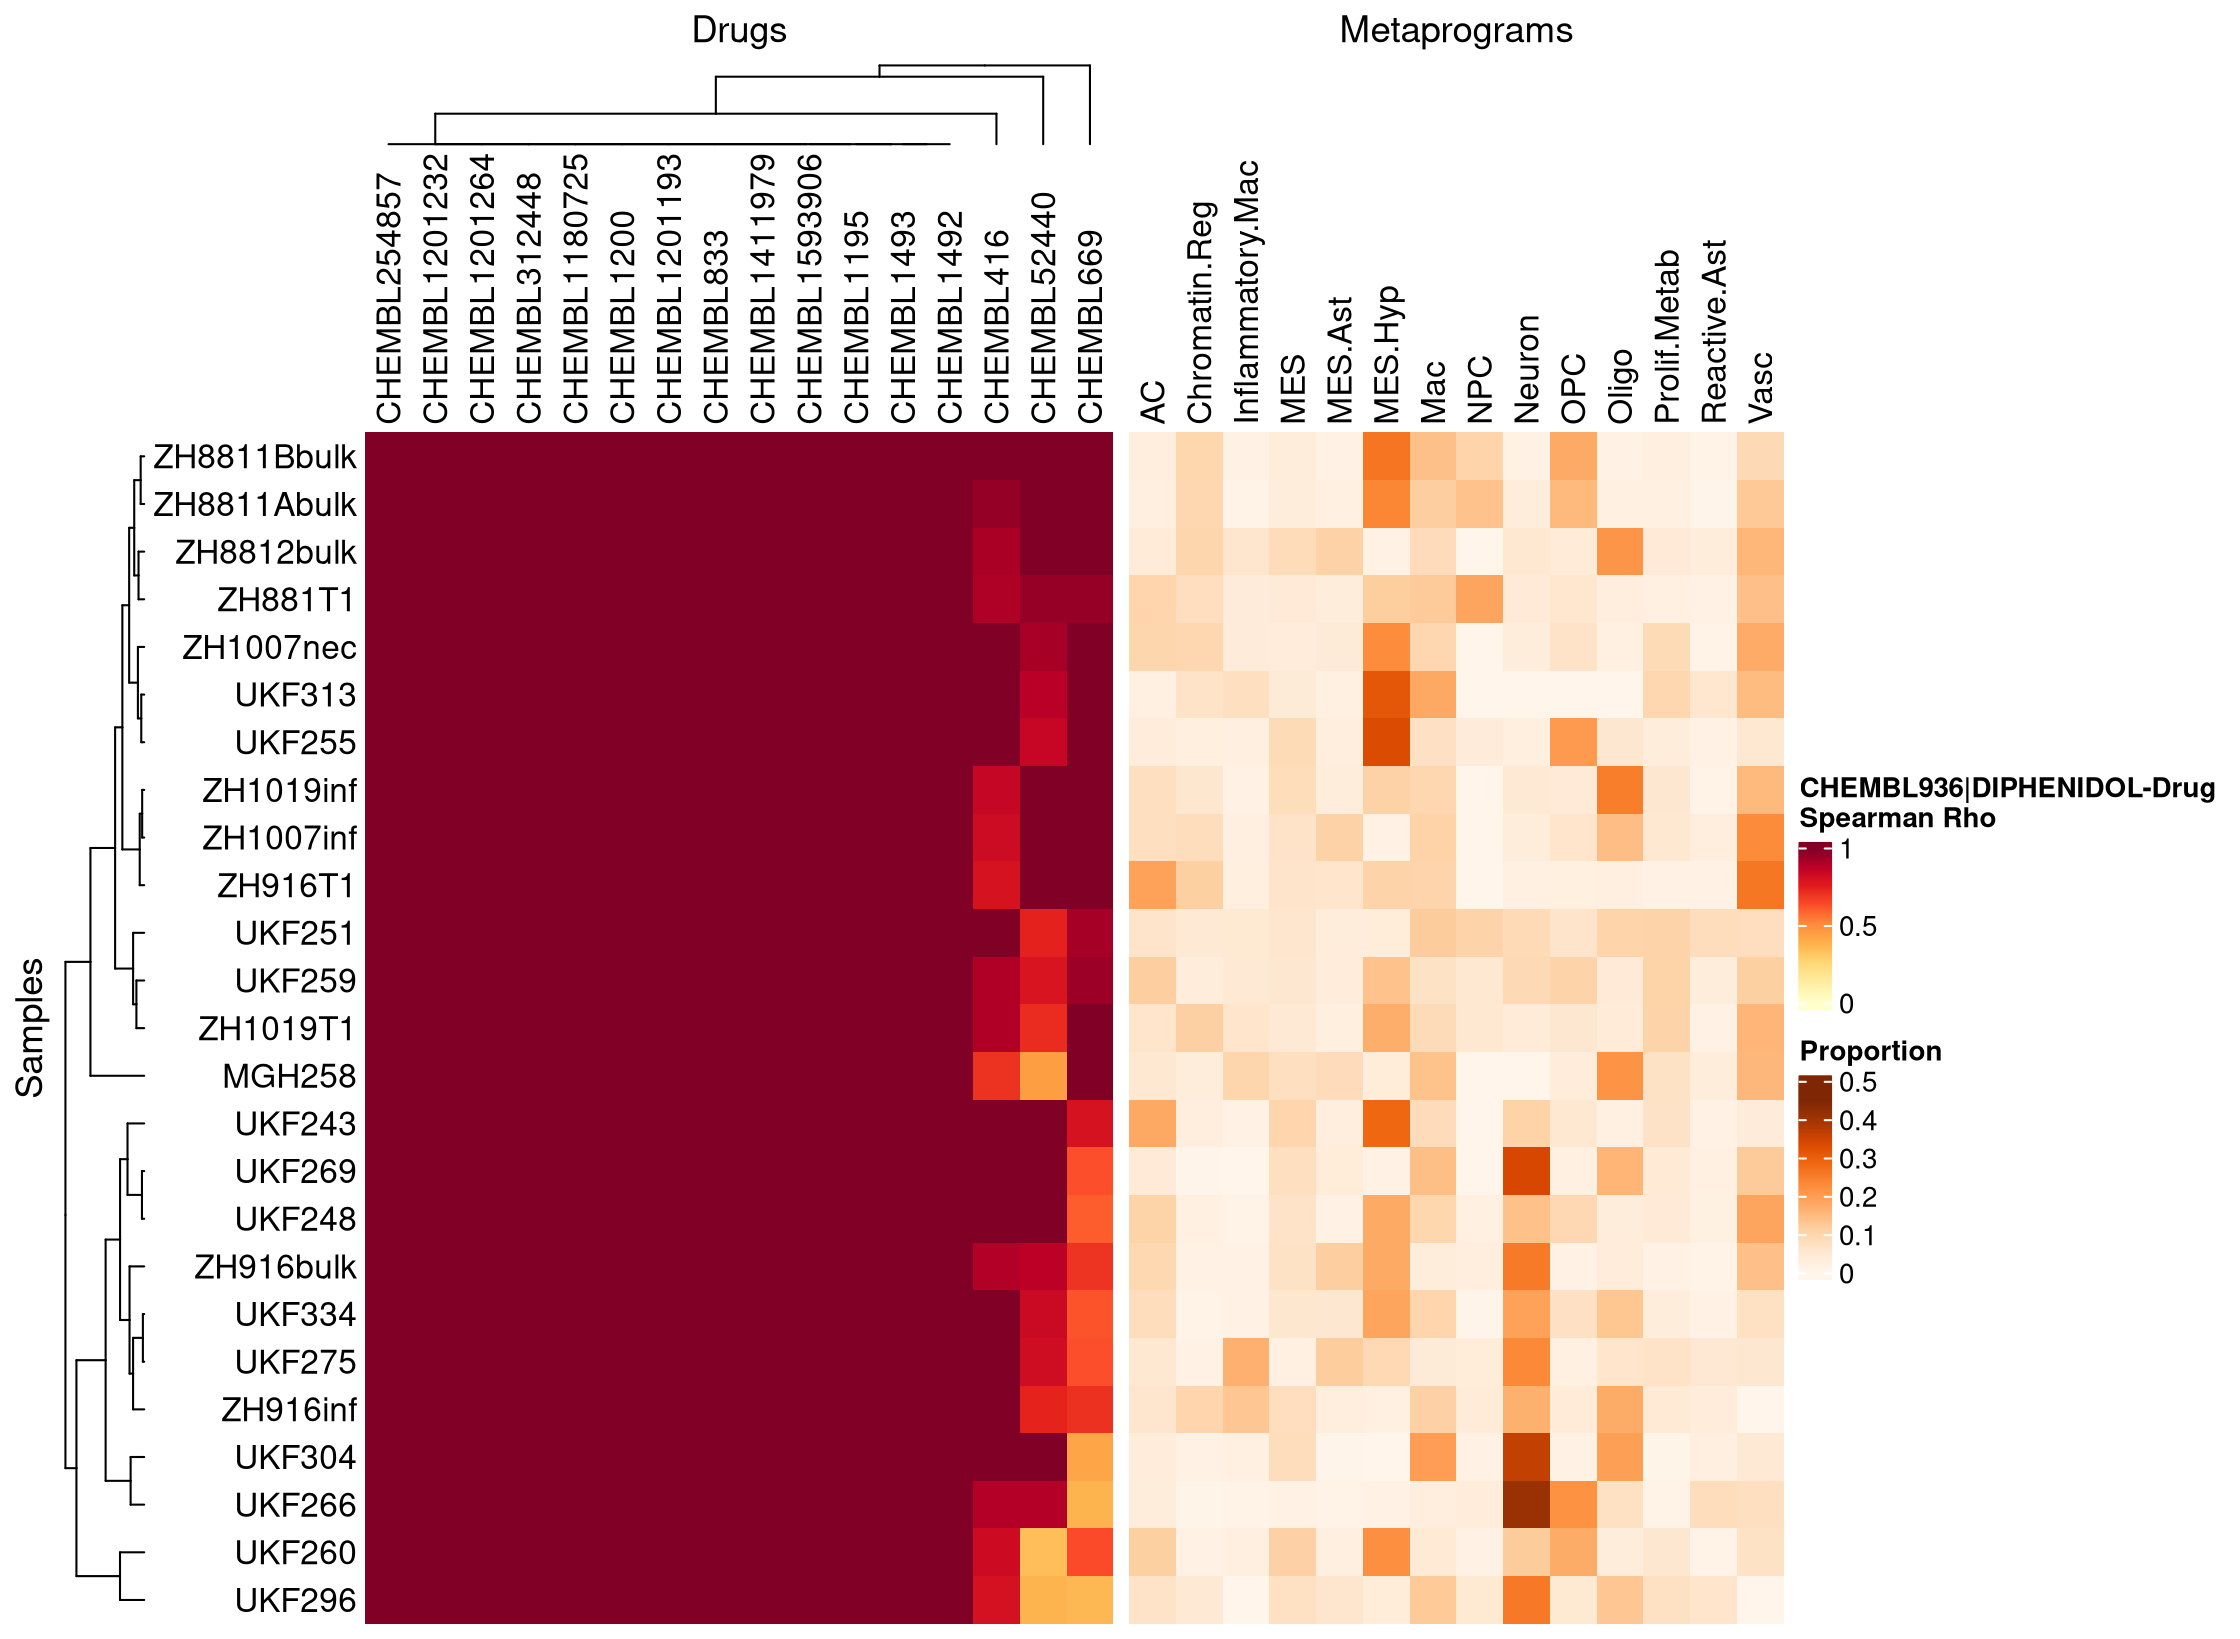 Drugs
Metaprograms
CHEMBL254857
CHEMBL1201232
CHEMBL1201264
CHEMBL312448
CHEMBL1180725
CHEMBL1200
CHEMBL1201193
CHEMBL833
CHEMBL1411979
CHEMBL1593906
CHEMBL1195
CHEMBL1493
CHEMBL1492
CHEMBL416
CHEMBL52440
CHEMBL669
AC
Chromatin.Reg
Inflammatory.Mac
MES
MES.Ast
MES.Hyp
Mac
NPC
Neuron
OPC
Oligo
Prolif.Metab
Reactive.Ast
Vasc
Samples
ZH8811Bbulk
ZH8811Abulk
ZH8812bulk
ZH881T1
ZH1007nec
UKF313
UKF255
ZH1019inf
ZH1007inf
ZH916T1
UKF251
UKF259
ZH1019T1
MGH258
UKF243
UKF269
UKF248
ZH916bulk
UKF334
UKF275
ZH916inf
UKF304
UKF266
UKF260
UKF296
CHEMBL936|DIPHENIDOL-Drug
Spearman Rho
1
0.5
0
Proportion
0.5
0.4
0.3
0.2
0.1
0